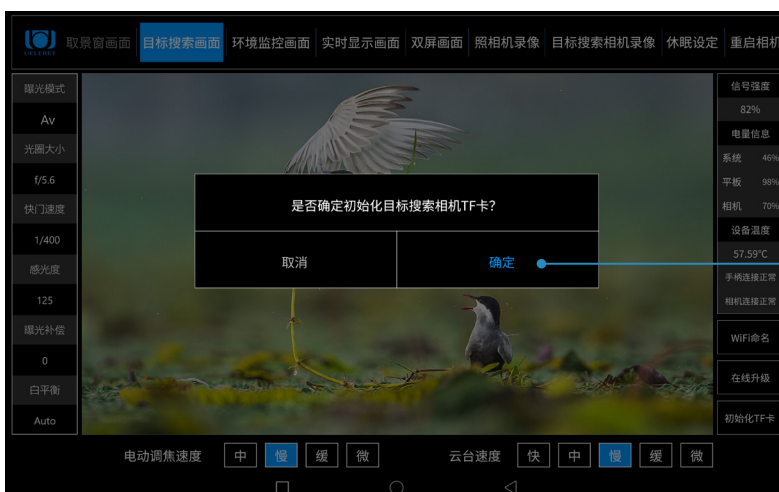 UELENET
取景窗画面 目标搜索画面 环境监控画面 实时显示画面 双屏画面 照相机录像 目标搜索相机录像 休眠设定 重启相机
曝光模式
Av
光圈大小
f/5.6
快门速度
1/400
感光度
125
曝光补偿
0
白平衡
Auto
是否确定初始化目标搜索相机TF卡?
取消 确定
信号强度
82%
电量信息
系统 46%
平板 98%
相机 70%
设备温度
57.59℃
手柄连接正常
相机连接正常
WiFi命名
在线升级
初始化TF卡
电动调焦速度 中 慢 缓 微 云台速度 快 中 慢 缓 微